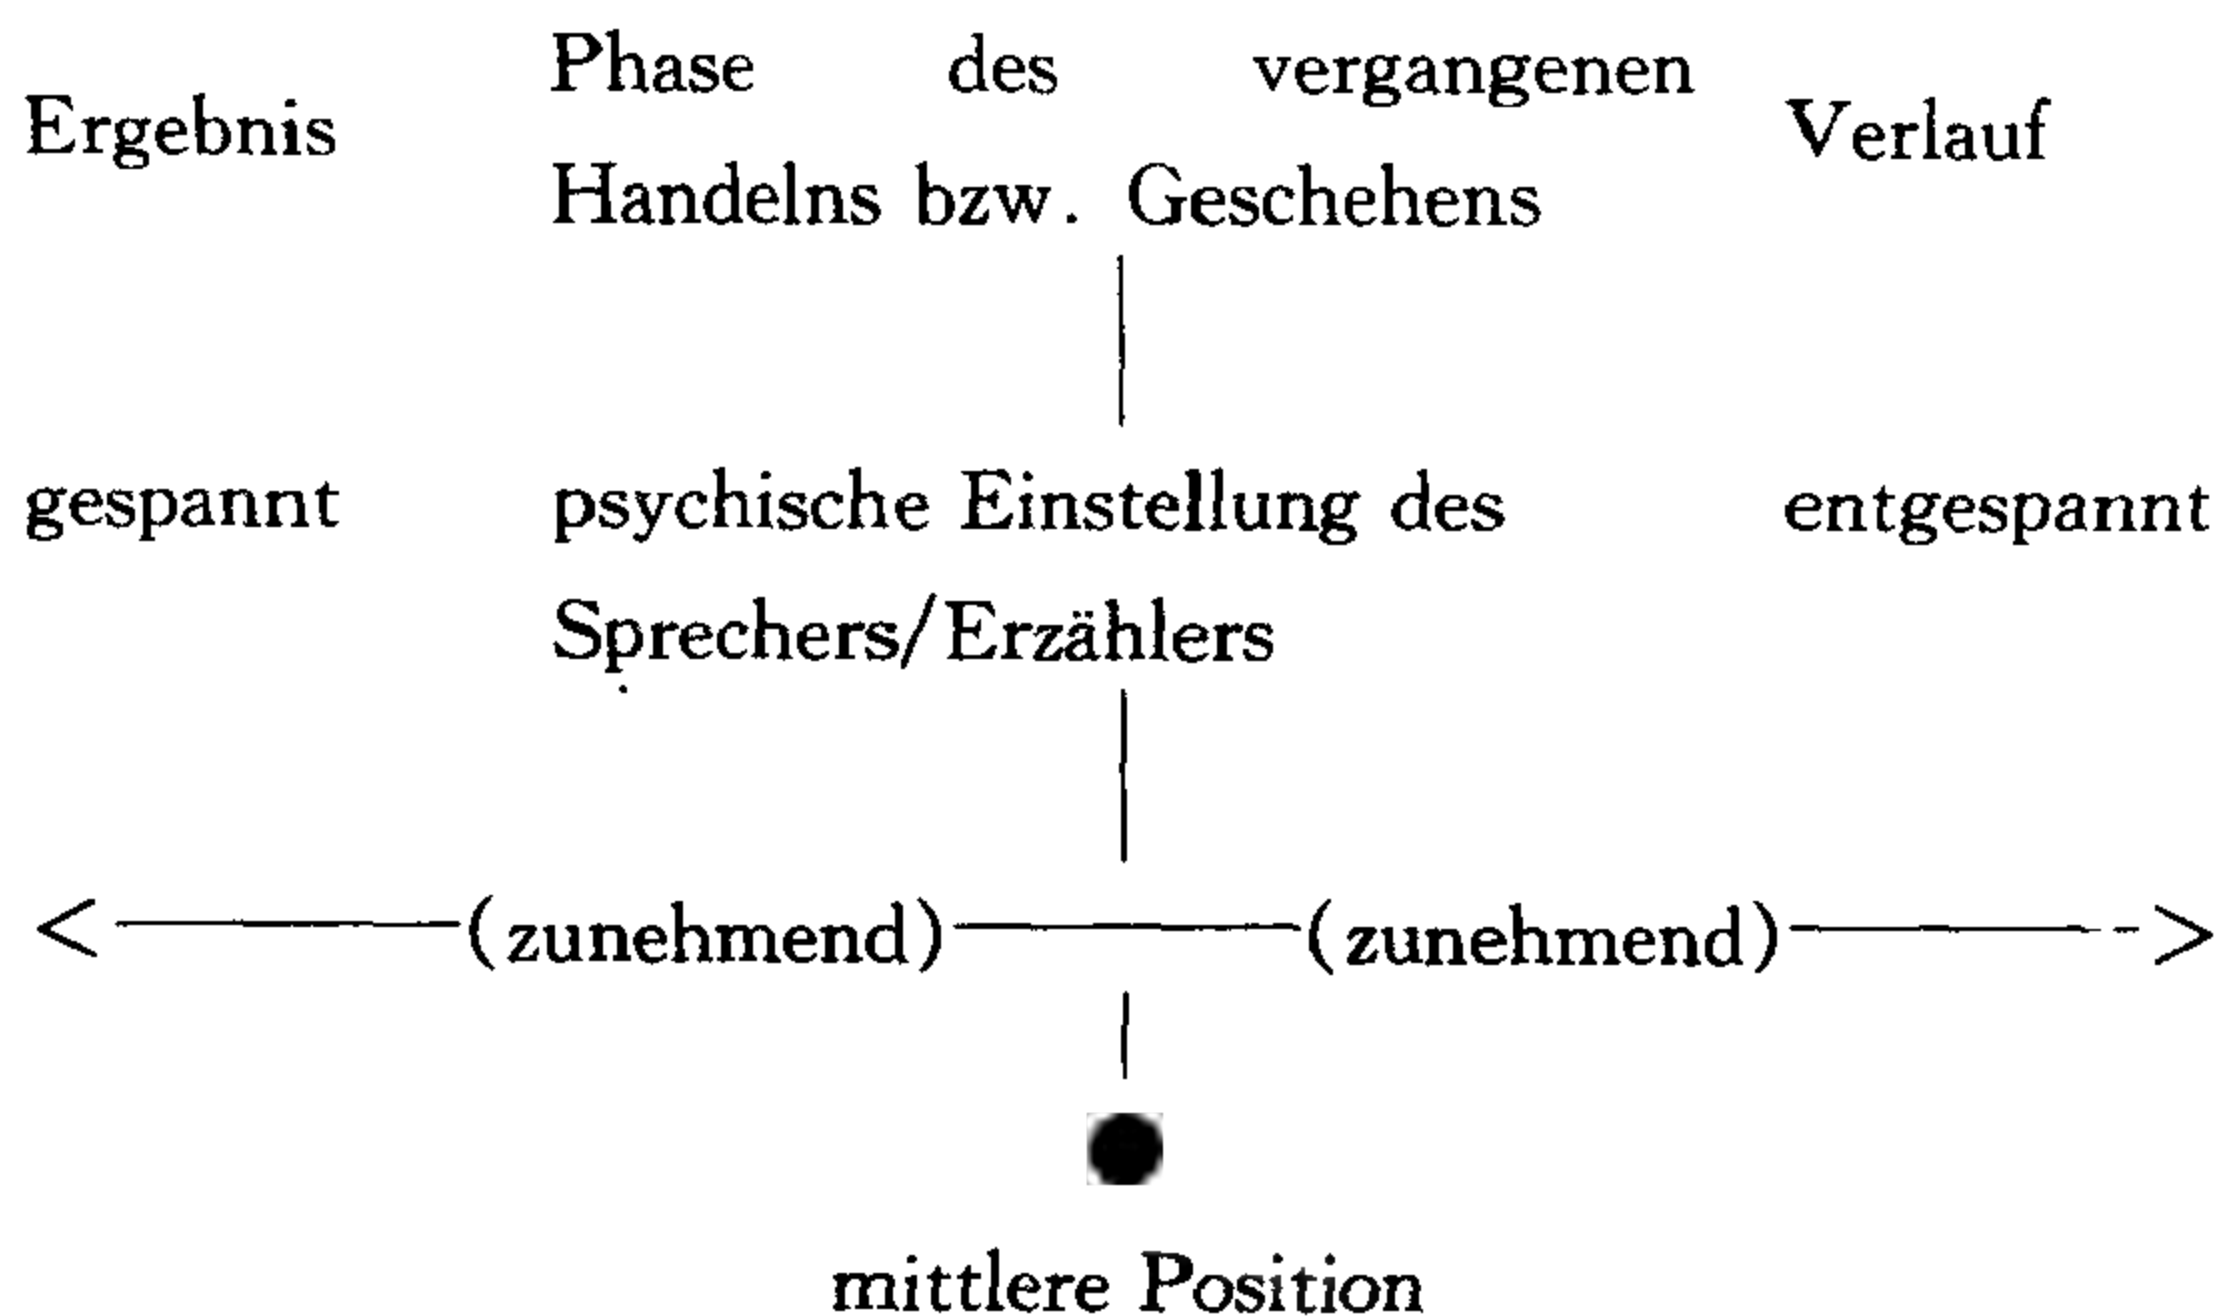 Phase des vergangenen
Ergebnis Verlauf
Handelns bzw. Geschehens
gespannt psychische Einstellung des entgespannt
Sprechers/Erzählers
<———(zunehmend)———(zunehmend)———>
mittlere Position